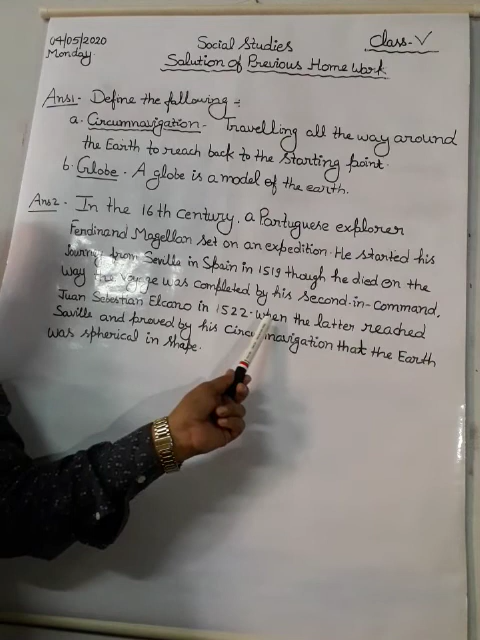 04/05/2020 Social Studies Class-V
Monday. Solution of Previous Home Work
Ans1- Define the following :-
a. Circumnavigation- Travelling all the way around
the Earth to reach back to the starting point.
b. Globe. A globe is a model of the earth.
Ans2- In the 16th century, a Partuguese explorer
Ferdinand Magellan set on an expedition. He started his
journey from Seville in Spain in 1519 though he died on the
way the voyage was completed by his second-in-command,
Juan Sebestian Elcano in 1522. when the latter reached
Saville and proved by his circumnavigation that the Earth
was spherical in shape.